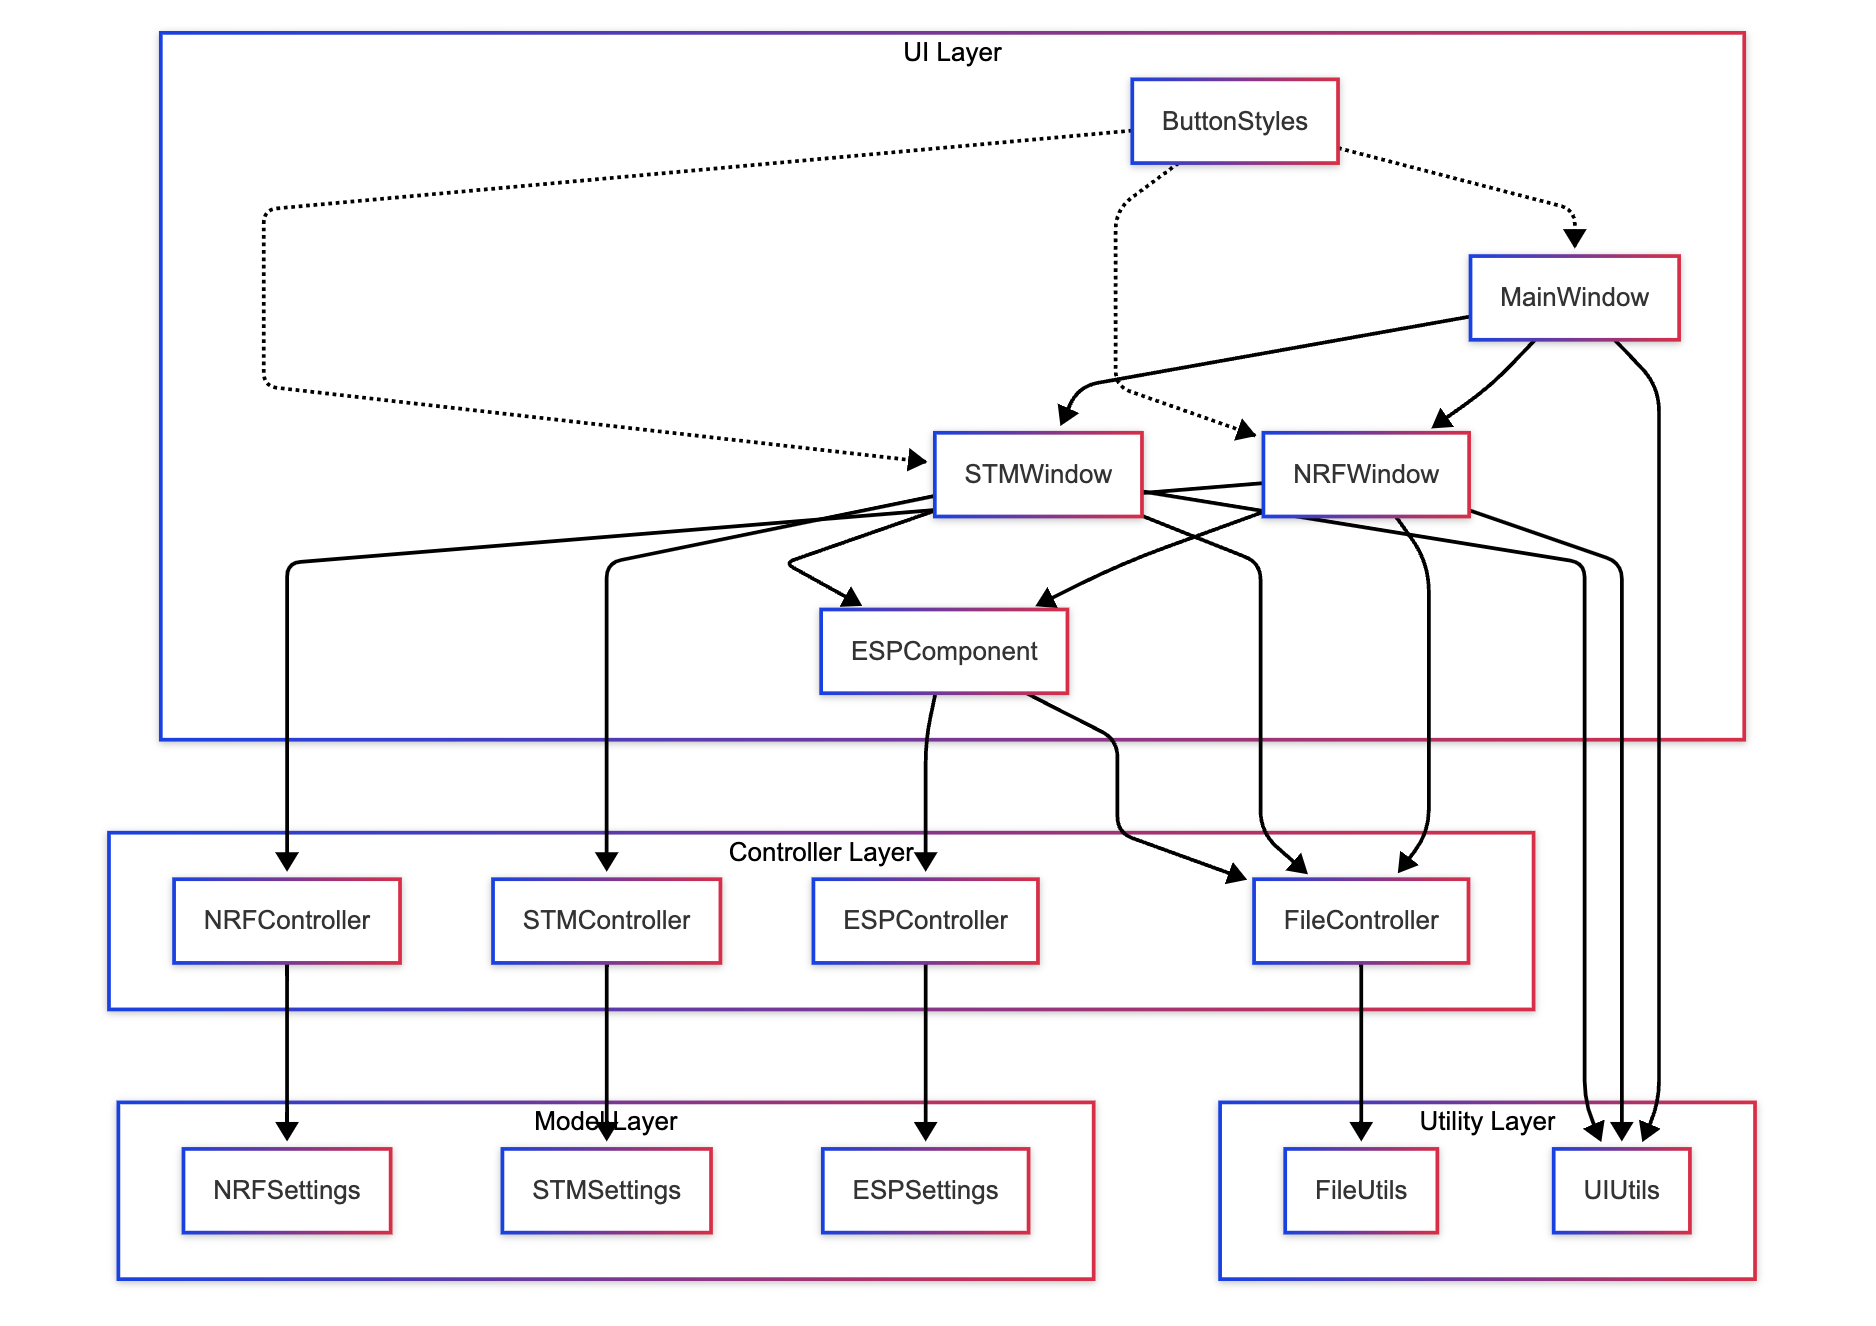 UI Layer
ButtonStyles
MainWindow
STMWindow
NRFWindow
ESPComponent
Controller Layer
NRFController
STMController
ESPController
FileController
Model Layer
Utility Layer
NRFSettings
STMSettings
ESPSettings
FileUtils
UIUtils